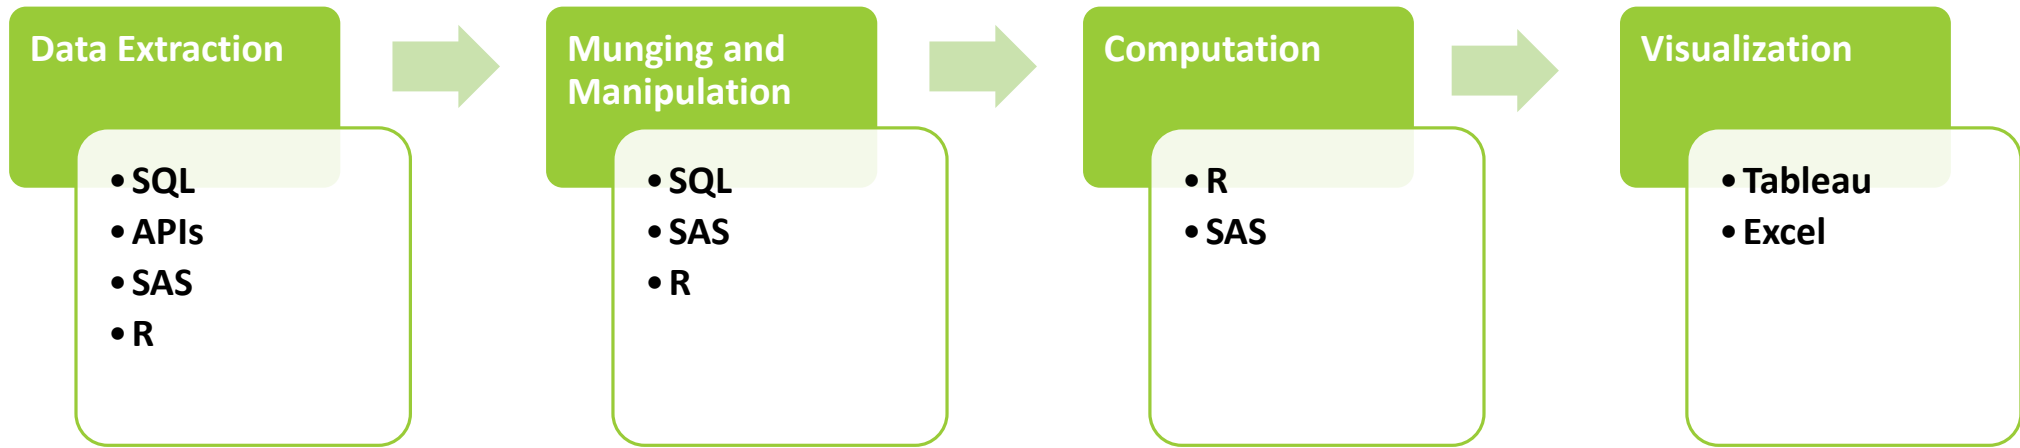 Data Extraction
• SQL
• APIs
• SAS
• R
Munging and
Manipulation
• SQL
• SAS
• R
Computation
• R
• SAS
Visualization
• Tableau
• Excel